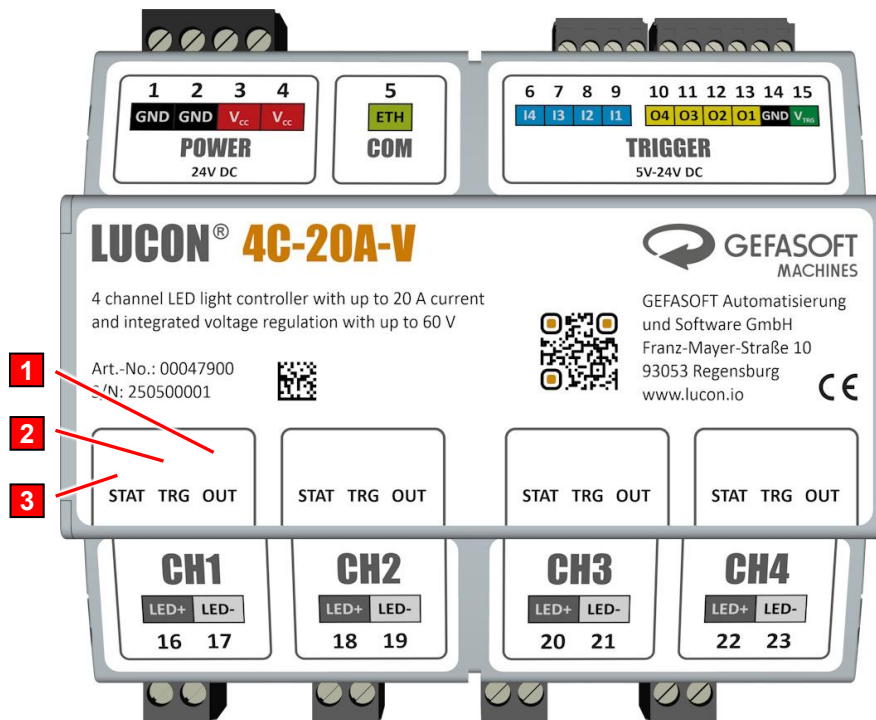 1 2 3 4
GND GND Vcc Vcc
POWER
24V DC
5
ETH
COM
6 7 8 9 10 11 12 13 14 15
I4 I3 I2 I1 O4 O3 O2 O1 GND VTRG
TRIGGER
5V-24V DC
LUCON® 4C-20A-V
4 channel LED light controller with up to 20 A current
and integrated voltage regulation with up to 60 V
Art.-No.: 00047900
S/N: 250500001
GEFASOFT
MACHINES
GEFASOFT Automatisierung
und Software GmbH
Franz-Mayer-Straße 10
93053 Regensburg
www.lucon.io
CE
1
2
3
STAT TRG OUT
STAT TRG OUT
STAT TRG OUT
STAT TRG OUT
CH1
LED+ LED-
16 17
CH2
LED+ LED-
18 19
CH3
LED+ LED-
20 21
CH4
LED+ LED-
22 23